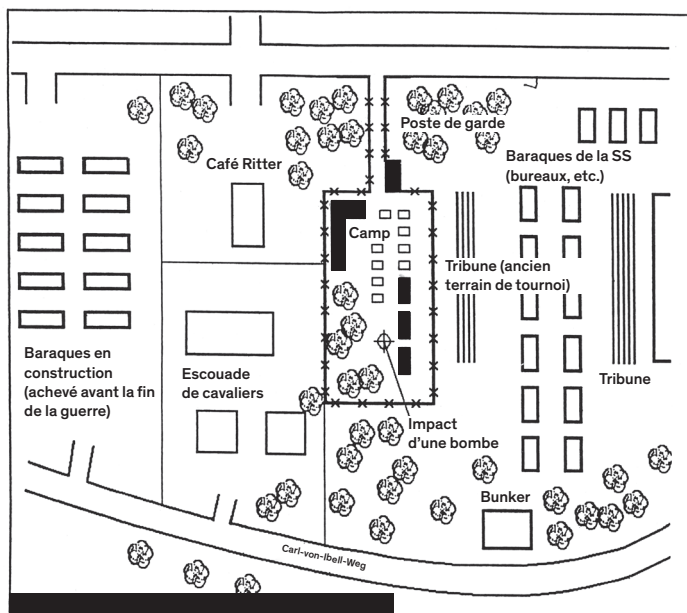 Poste de garde
Baraques de la SS
(bureaux, etc.)
Café Ritter
Camp
Tribune (ancien
terrain de tournoi)
Baraques en
construction
(achevé avant la fin
de la guerre)
Escouade
de cavaliers
Tribune
Impact
d'une bombe
Bunker
Carl-von-Ibell-Weg